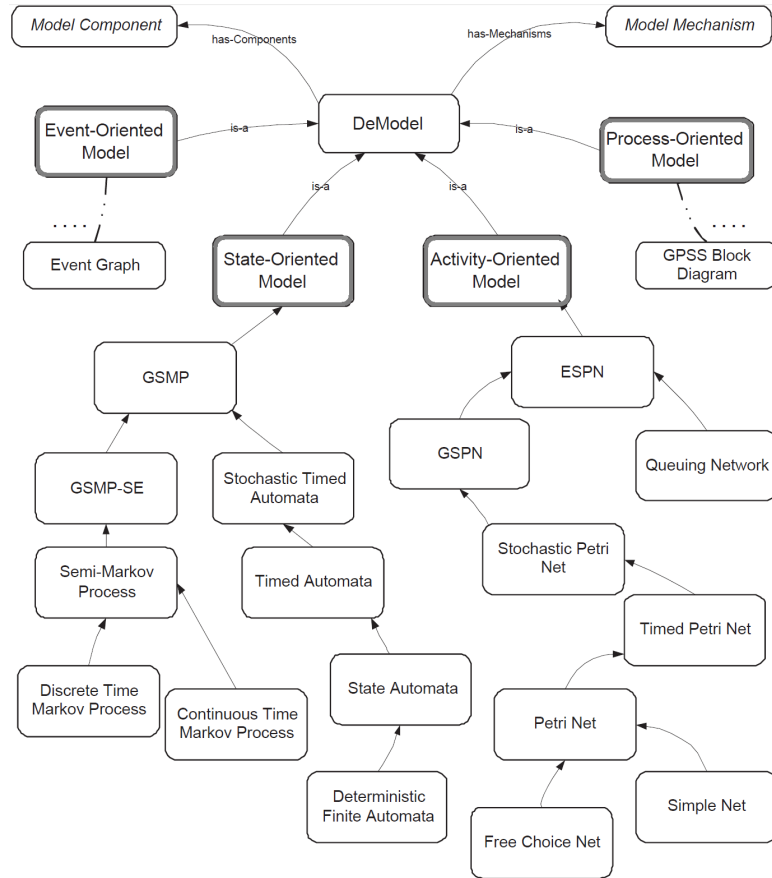 Model Component
has-Components
has-Mechanisms
Model Mechanism
Event-Oriented
Model
is-a
DeModel
is-a
Process-Oriented
Model
is-a
is-a
Event Graph
State-Oriented
Model
Activity-Oriented
Model
GPSS Block
Diagram
GSMP
ESPN
GSMP-SE
Stochastic Timed
Automata
GSPN
Queuing Network
Semi-Markov
Process
Timed Automata
Stochastic Petri
Net
Timed Petri Net
Discrete Time
Markov Process
Continuous Time
Markov Process
State Automata
Petri Net
Deterministic
Finite Automata
Free Choice Net
Simple Net